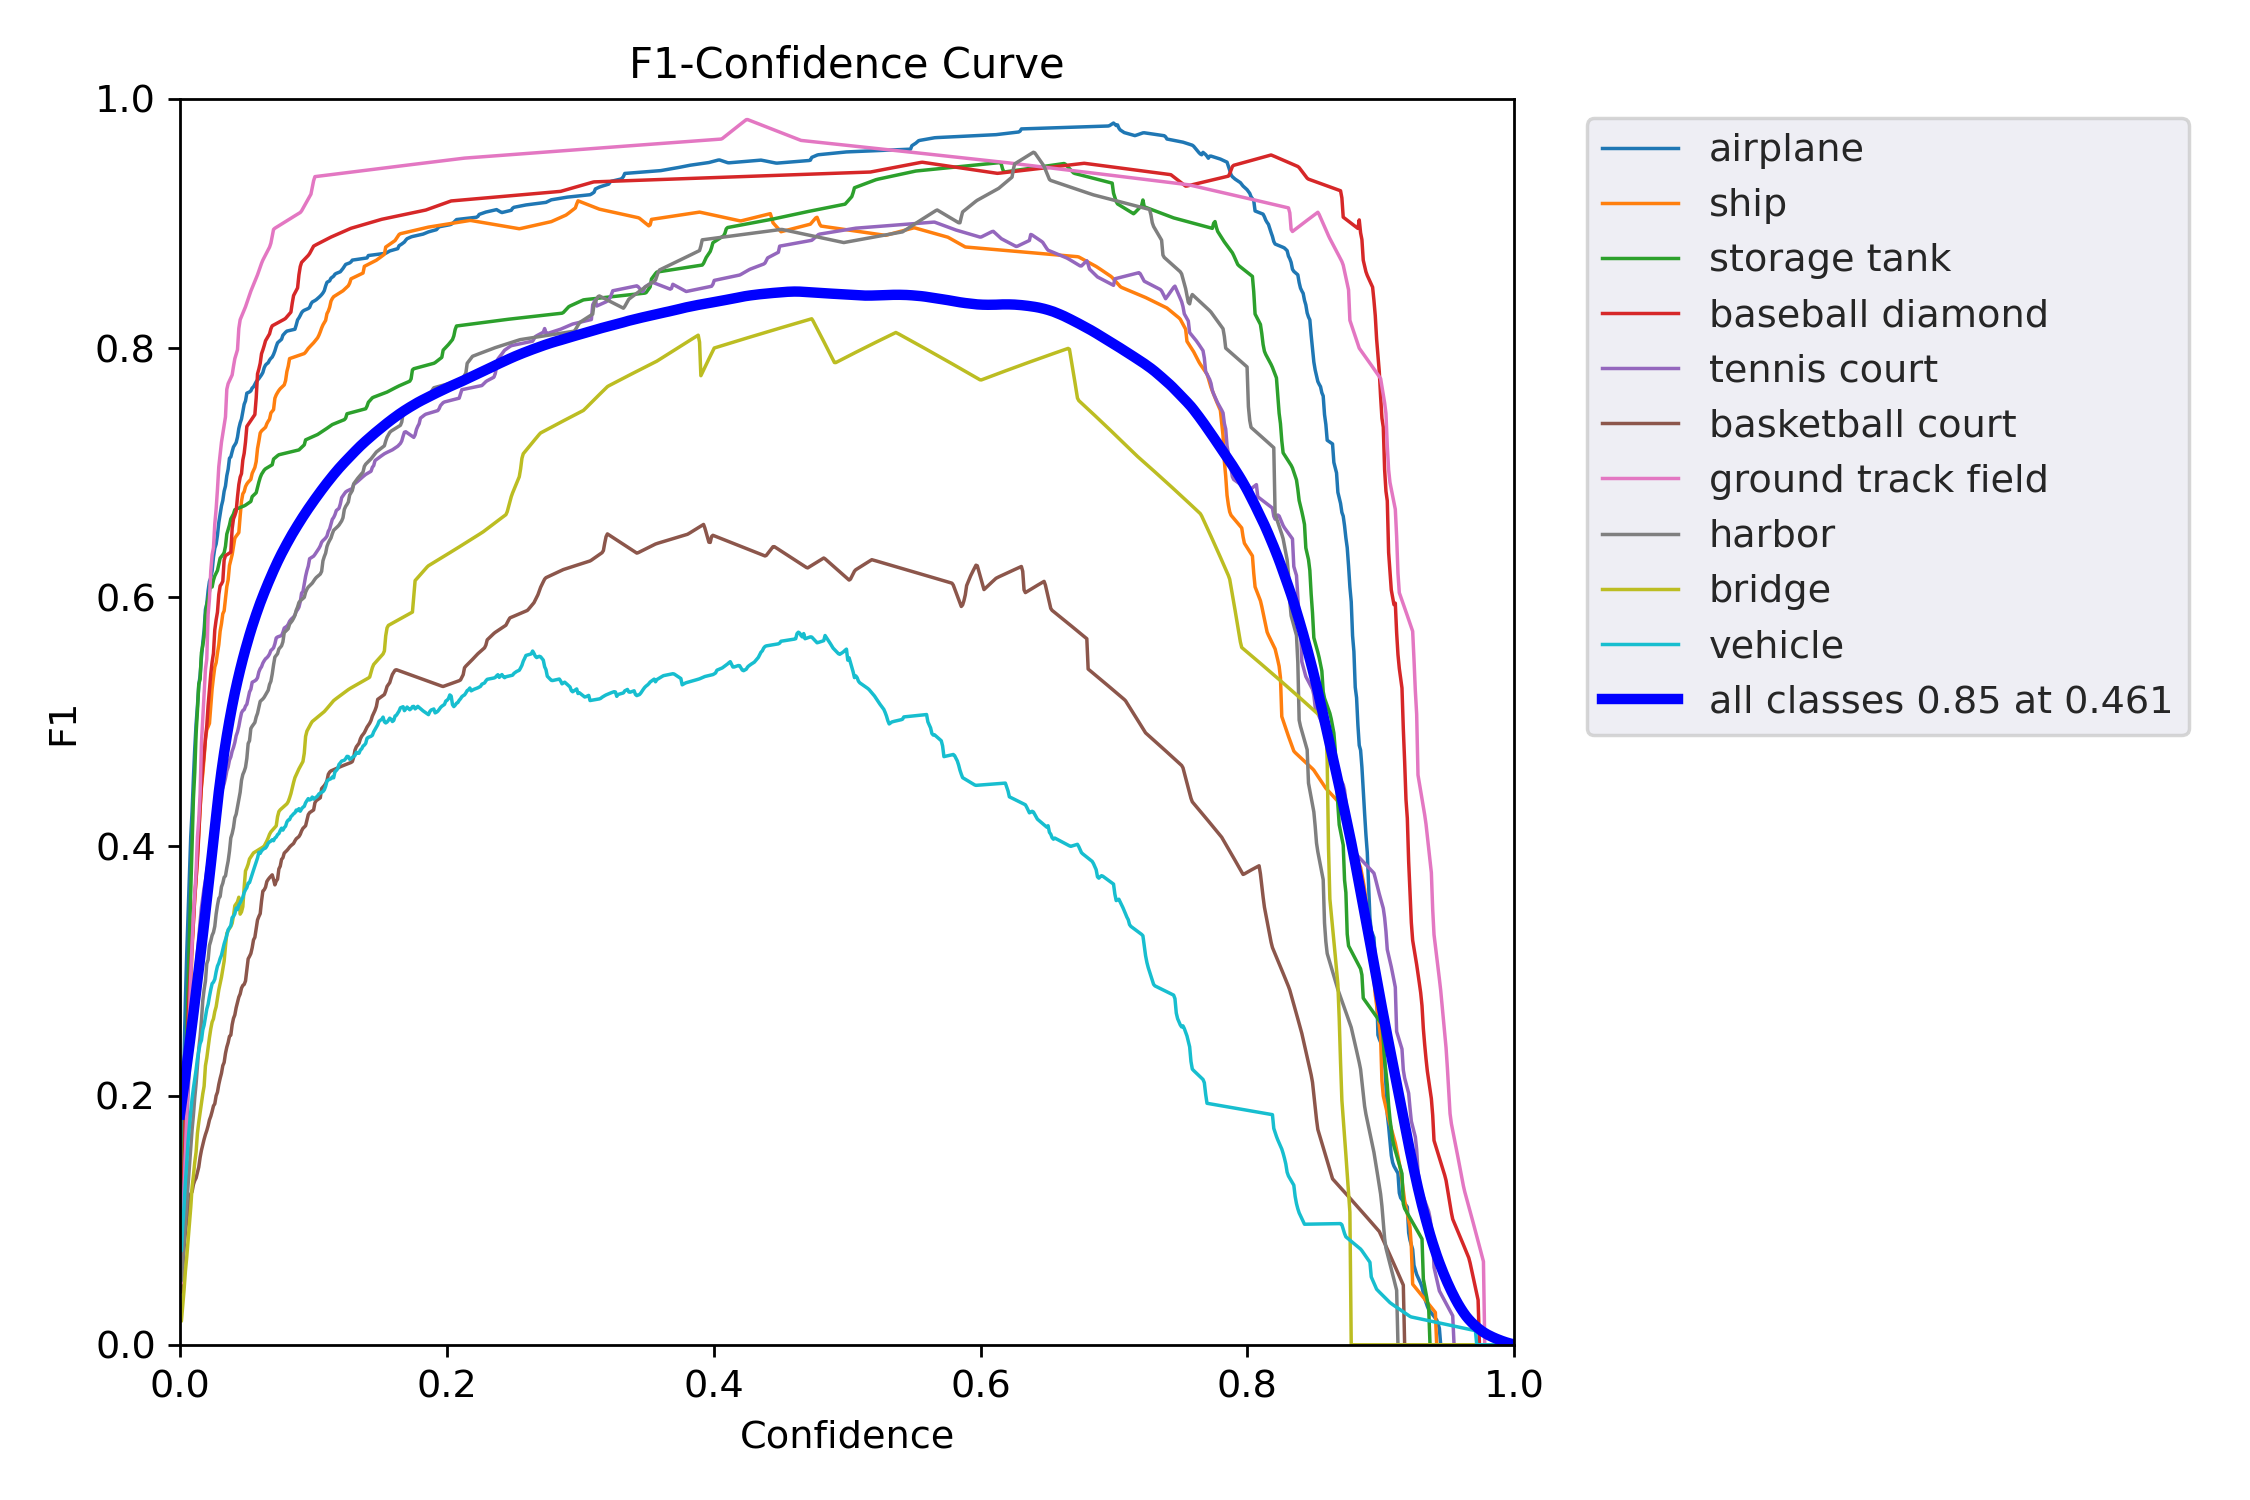 F1-Confidence Curve
1.0
0.8
0.6
0.4
0.2
0.0
F1
0.0 0.2 0.4 0.6 0.8 1.0
Confidence
airplane
ship
storage tank
baseball diamond
tennis court
basketball court
ground track field
harbor
bridge
vehicle
all classes 0.85 at 0.461